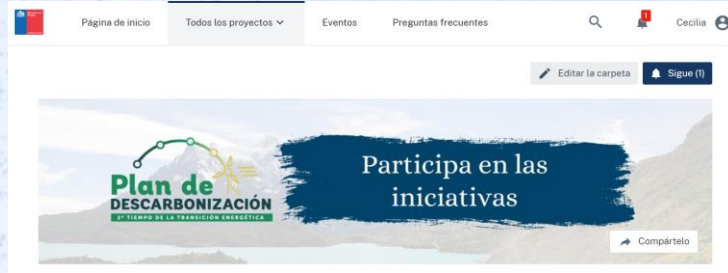 Página de inicio
Todos los proyectos
Eventos
Preguntas frecuentes
1
Cecilia
Editar la carpeta
Sigue (1)
Plan de
DESCARBONIZACIÓN
2º TIEMPO DE LA TRANSICIÓN ENERGÉTICA
Participa en las
iniciativas
Compártelo